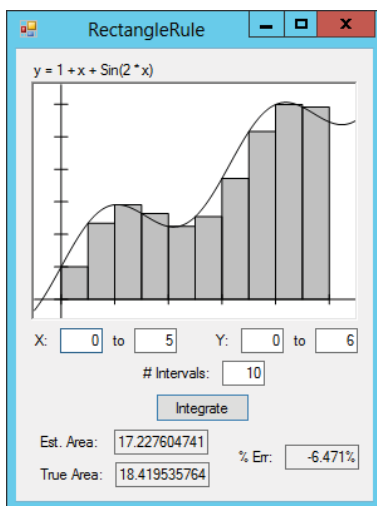 RectangleRule
y = 1 + x + Sin(2 * x)
X: 0 to 5 Y: 0 to 6
# Intervals: 10
Integrate
Est. Area: 17.227604741
% Err: -6.471%
True Area: 18.419535764